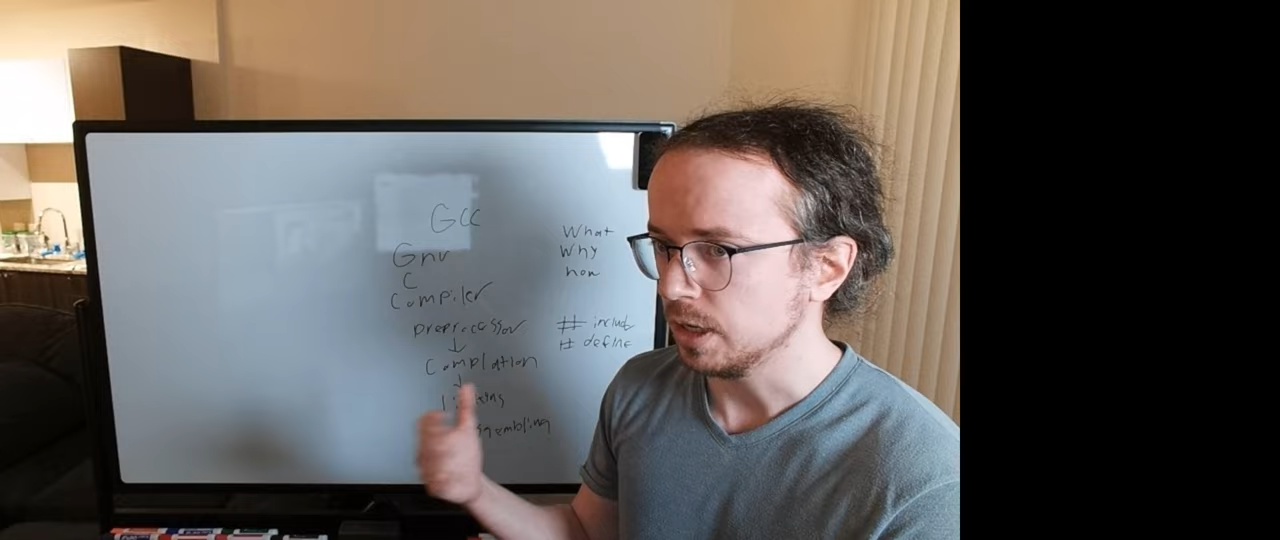 Gcc
Gnu
C
Compiler
preprocessor
↓
Compilation
↓
What
Why
how
# include
# define